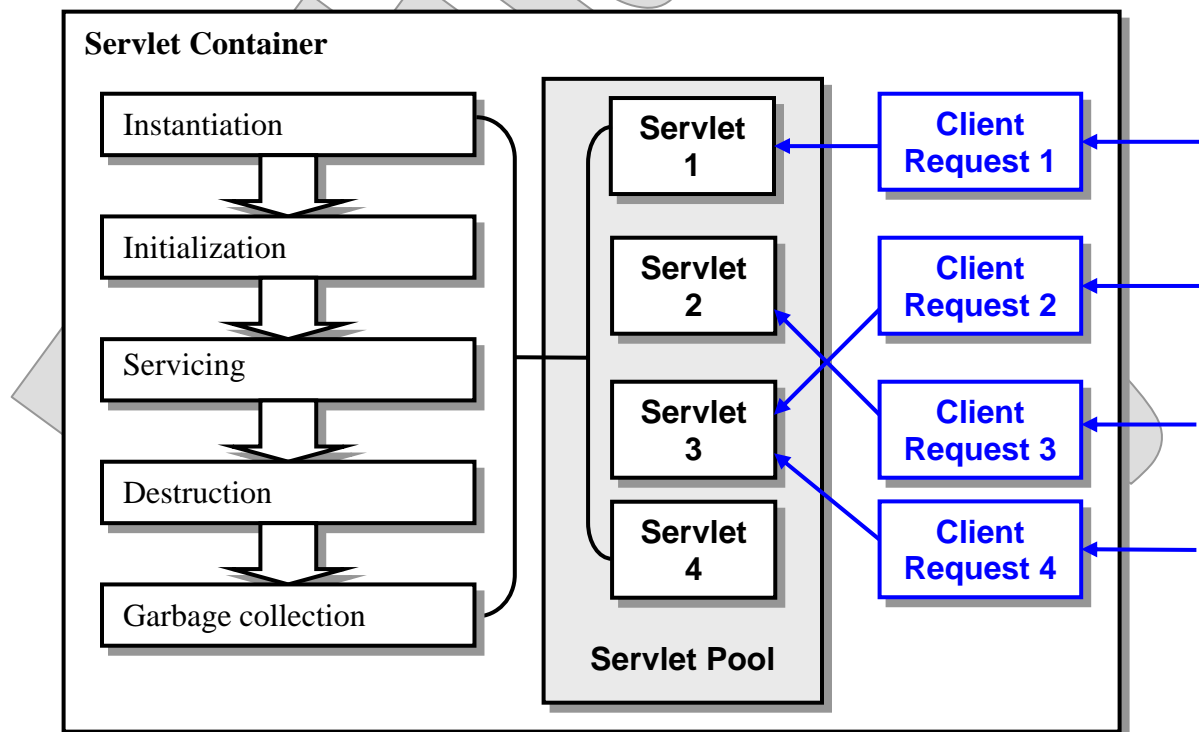 Servlet Container
Instantiation
Initialization
Servicing
Destruction
Garbage collection
Servlet
1
Servlet
2
Servlet
3
Servlet
4
Servlet Pool
Client
Request 1
Client
Request 2
Client
Request 3
Client
Request 4